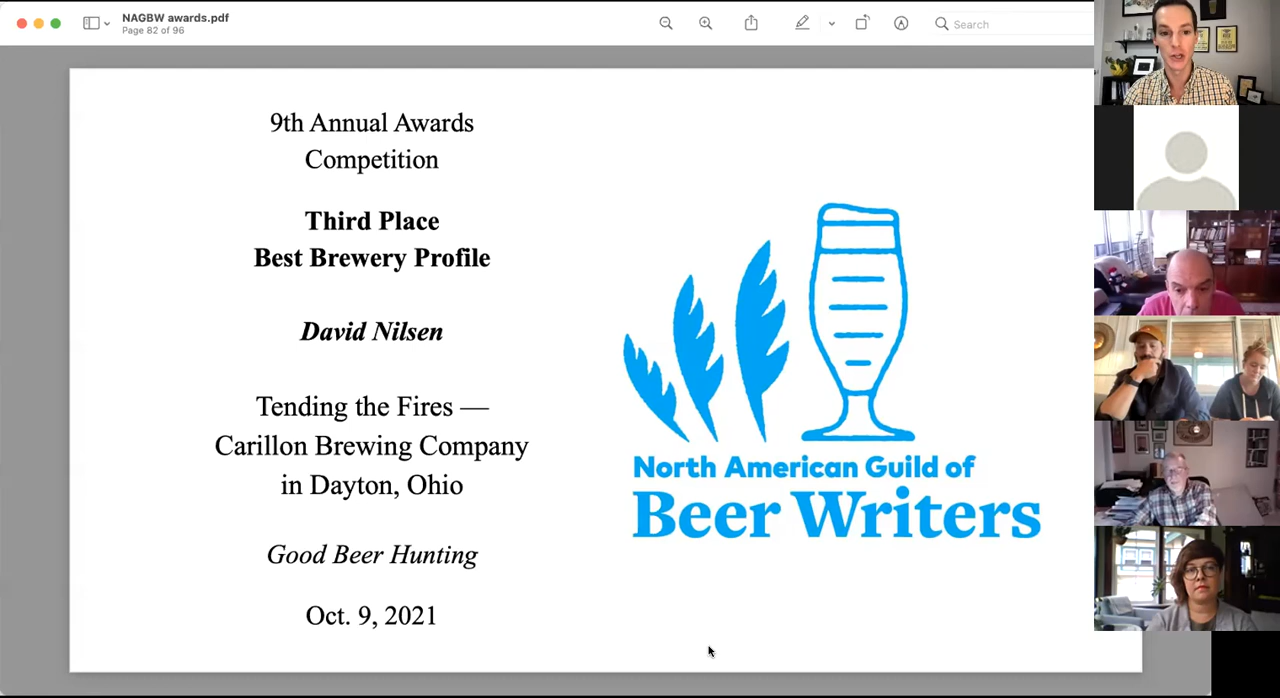 NAGBW awards.pdf
Page 82 of 96
Search
9th Annual Awards
Competition
Third Place
Best Brewery Profile
David Nilsen
Tending the Fires —
Carillon Brewing Company
in Dayton, Ohio
Good Beer Hunting
Oct. 9, 2021
North American Guild of
Beer Writers